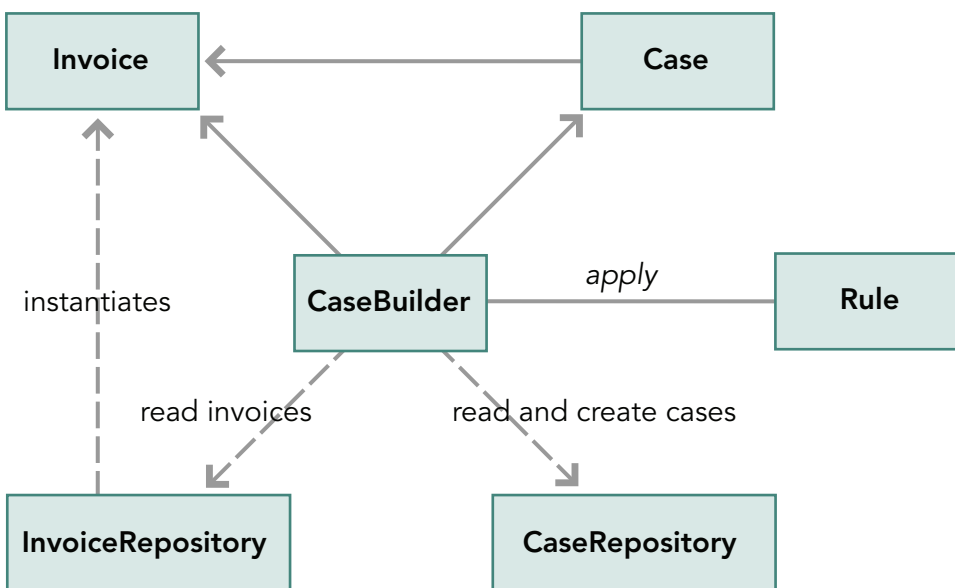 Invoice
Case
instantiates
CaseBuilder
apply
Rule
read invoices
read and create cases
InvoiceRepository
CaseRepository